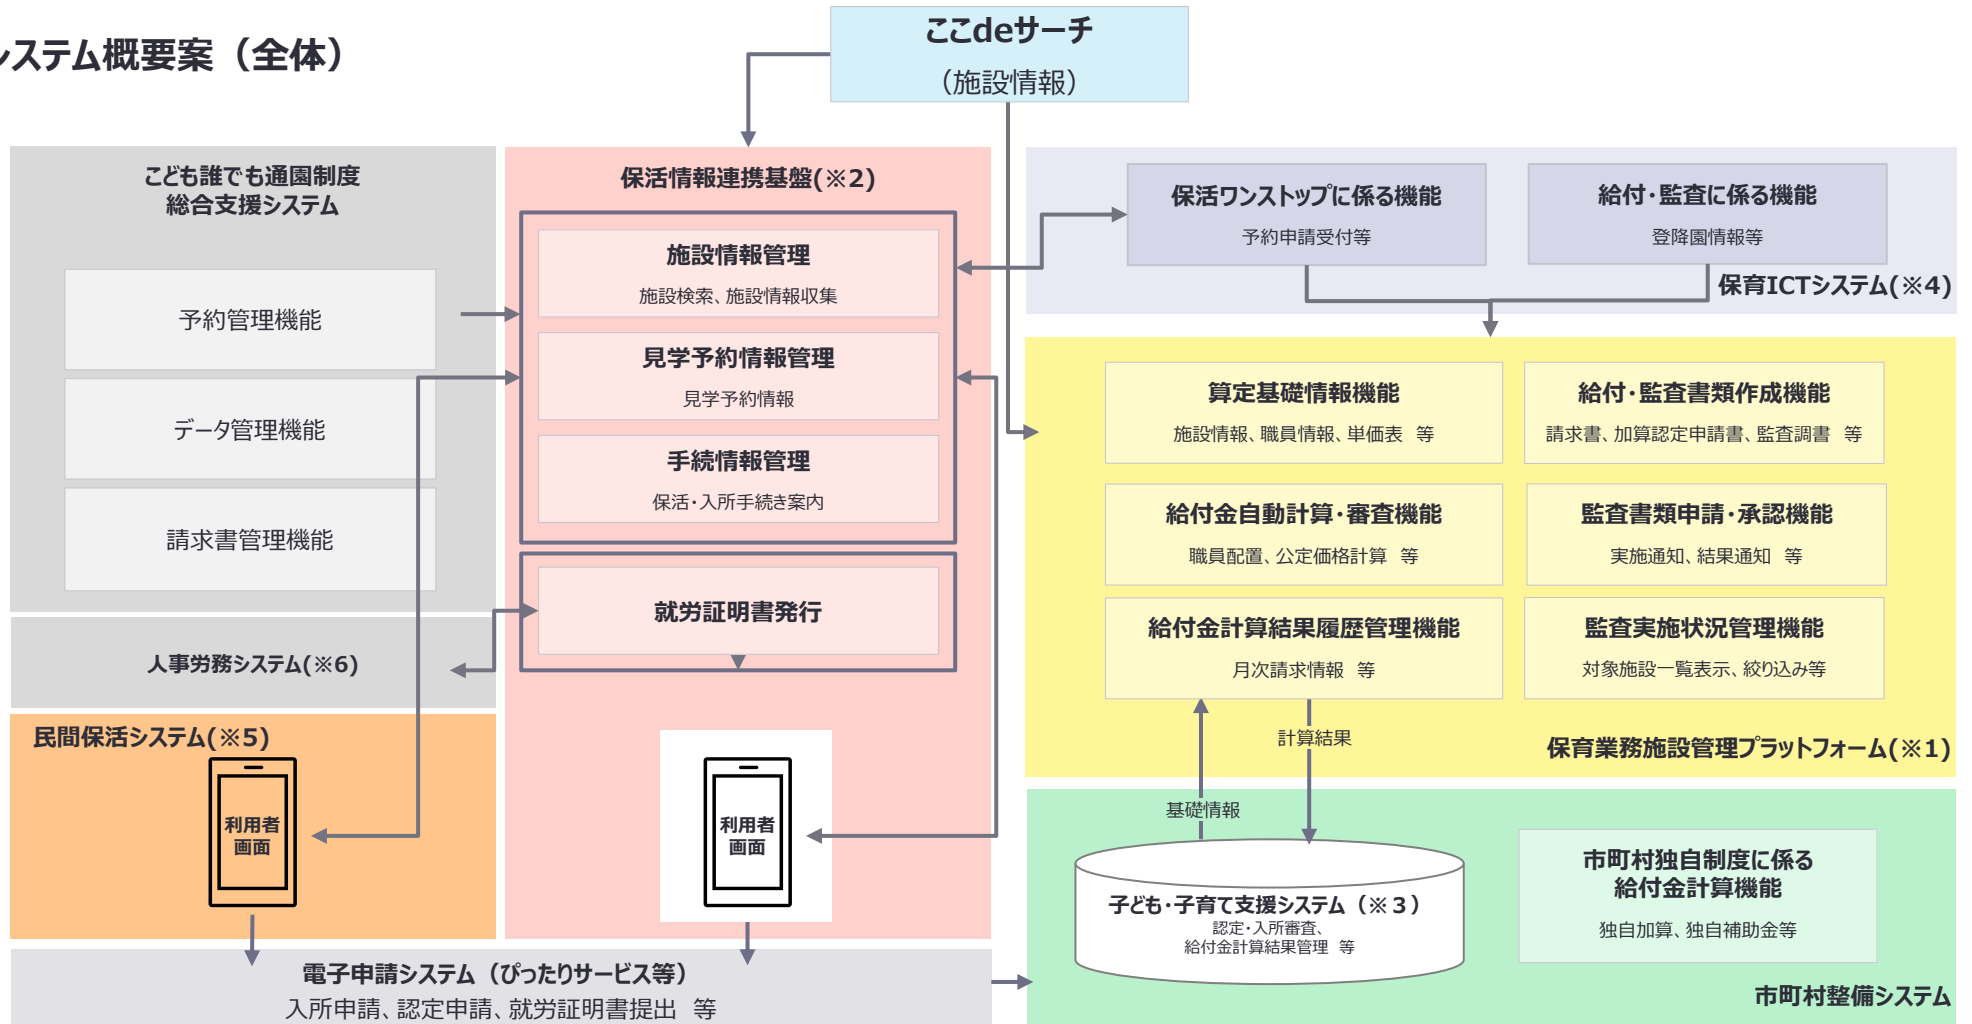 システム概要案（全体）
ここdeサーチ
（施設情報）
こども誰でも通園制度
総合支援システム
予約管理機能
データ管理機能
請求書管理機能
人事労務システム(※6)
民間保活システム(※5)
利用者
画面
保活情報連携基盤(※2)
施設情報管理
施設検索、施設情報収集
見学予約情報管理
見学予約情報
手続情報管理
保活・入所手続き案内
就労証明書発行
利用者
画面
電子申請システム（ぴったりサービス等）
入所申請、認定申請、就労証明書提出　等
保活ワンストップに係る機能
予約申請受付等
給付・監査に係る機能
登降園情報等
保育ICTシステム(※4)
算定基礎情報機能
施設情報、職員情報、単価表　等
給付・監査書類作成機能
請求書、加算認定申請書、監査調書　等
給付金自動計算・審査機能
職員配置、公定価格計算　等
監査書類申請・承認機能
実施通知、結果通知　等
給付金計算結果履歴管理機能
月次請求情報　等
監査実施状況管理機能
対象施設一覧表示、絞り込み等
計算結果
保育業務施設管理プラットフォーム(※1)
基礎情報
子ども・子育て支援システム（※３）
認定・入所審査、
給付金計算結果管理　等
市町村独自制度に係る
給付金計算機能
独自加算、独自補助金等
市町村整備システム